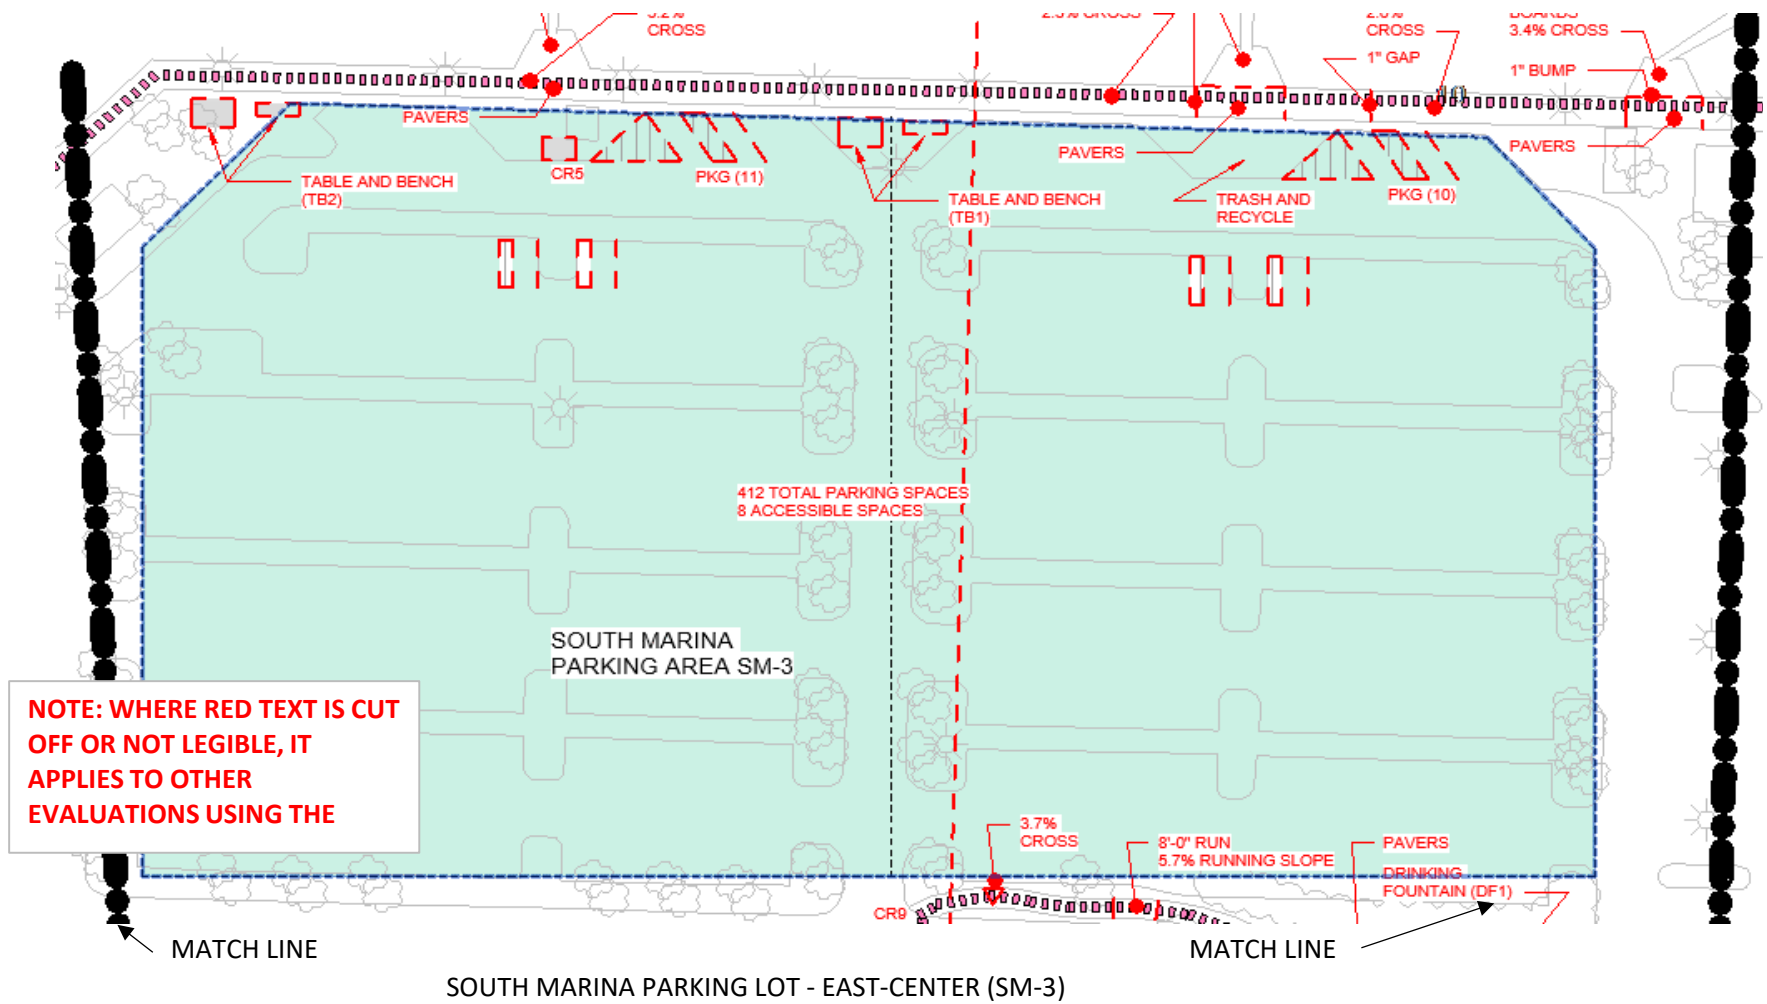 CROSS
CROSS
3.4% CROSS
1" GAP
1" BUMP
PAVERS
PAVERS
PAVERS
CR5
PKG (11)
PKG (10)
TABLE AND BENCH
(TB2)
TABLE AND BENCH
(TB1)
TRASH AND
RECYCLE
412 TOTAL PARKING SPACES
8 ACCESSIBLE SPACES
SOUTH MARINA
PARKING AREA SM-3
NOTE: WHERE RED TEXT IS CUT
OFF OR NOT LEGIBLE, IT
APPLIES TO OTHER
EVALUATIONS USING THE
3.7%
CROSS
8'-0" RUN
5.7% RUNNING SLOPE
PAVERS
DRINKING
FOUNTAIN (DF1)
CR9
MATCH LINE
MATCH LINE
SOUTH MARINA PARKING LOT - EAST-CENTER (SM-3)